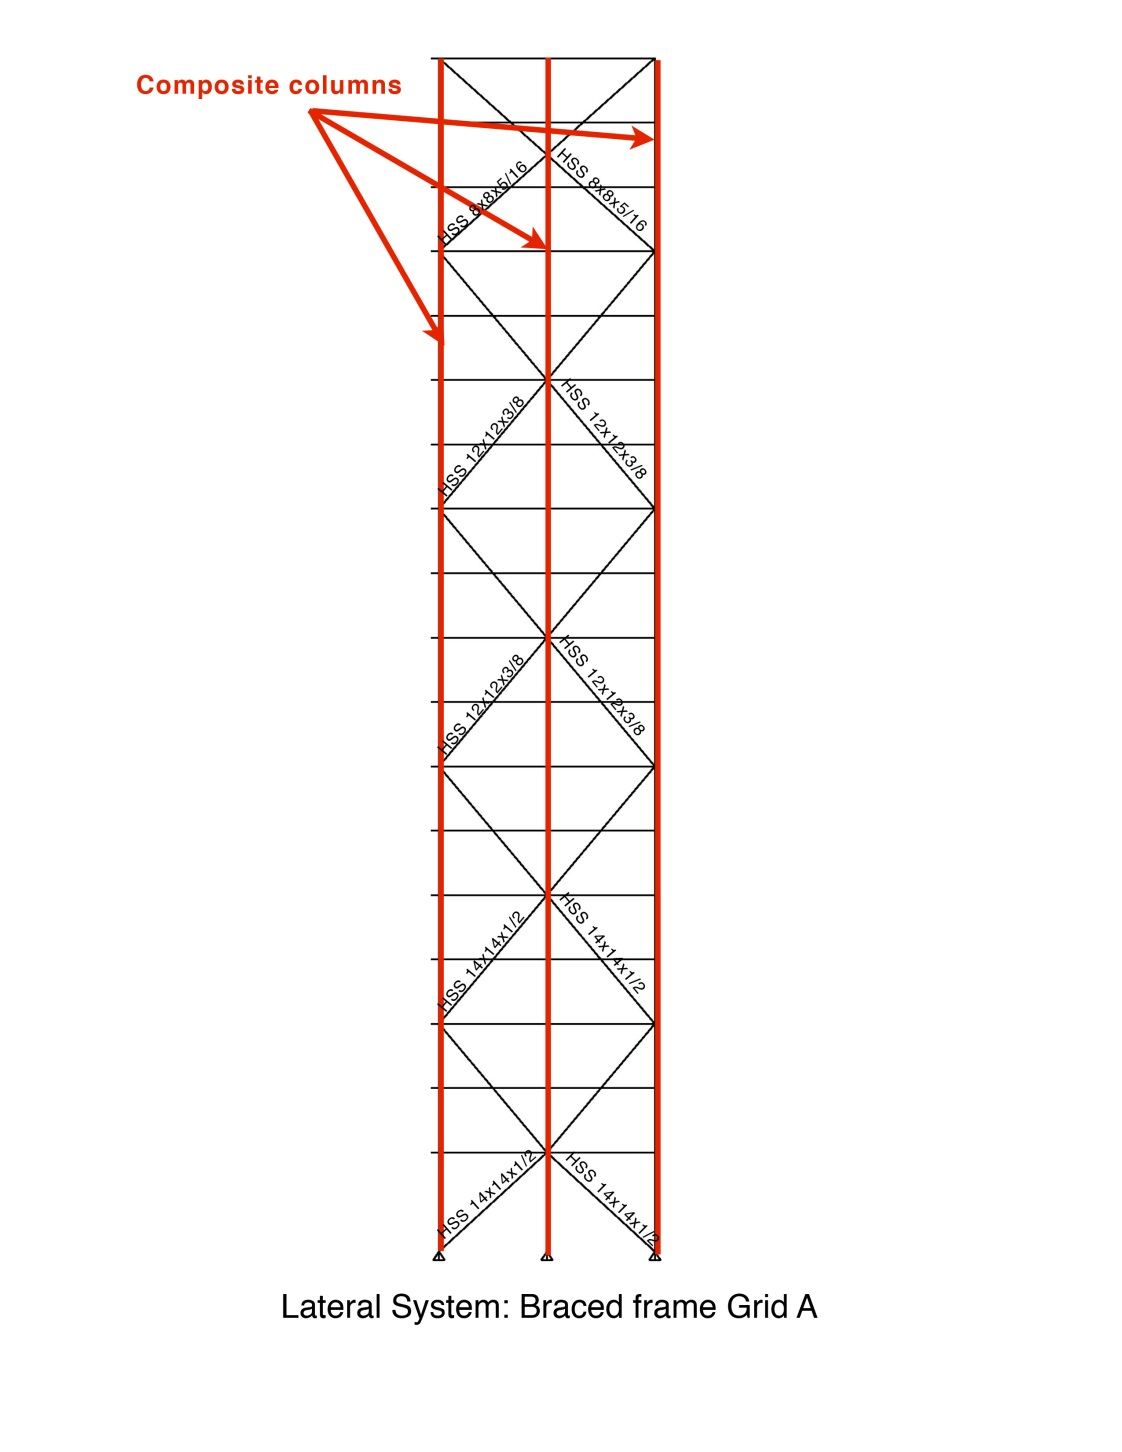 Composite columns
HSS 8x8x5/16
HSS 8x8x5/16
HSS 12x12x3/8
HSS 12x12x3/8
HSS 12x12x3/8
HSS 12x12x3/8
HSS 14x14x1/2
HSS 14x14x1/2
HSS 14x14x1/2
HSS 14x14x1/2
Lateral System: Braced frame Grid A